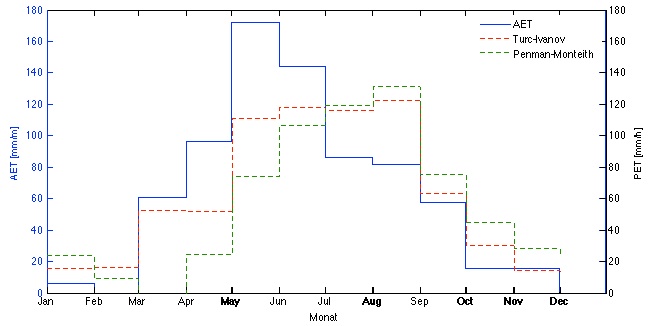 180
160
140
120
100
80
60
40
20
0
AET [mm/m]
AET
Turc-Ivanov
Penman-Monteith
180
160
140
120
100
80
60
40
20
0
PET [mm/h]
Jan Feb Mar Apr May Jun Jul Aug Sep Oct Nov Dec
Monat